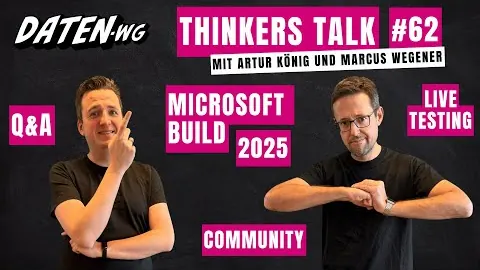 DATEN-WG
THINKERS TALK #62
MIT ARTUR KÖNIG UND MARCUS WEGENER
Q&A
MICROSOFT
BUILD 2025
LIVE
TESTING
COMMUNITY